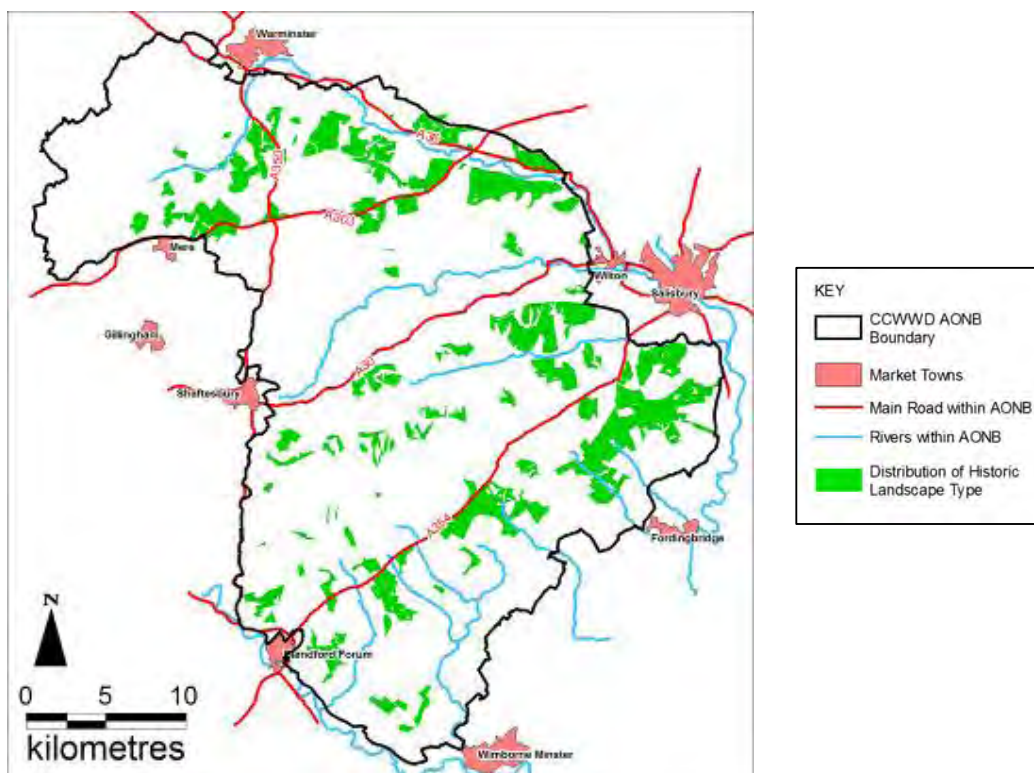 Warminster
A36
A350
A303
Mere
Wilton
Salisbury
Gillingham
A30
Shaftesbury
A354
Fordingbridge
N
Blandford Forum
0 5 10
kilometres
Wimborne Minster
KEY
CCWWD AONB
Boundary
Market Towns
Main Road within AONB
Rivers within AONB
Distribution of Historic
Landscape Type